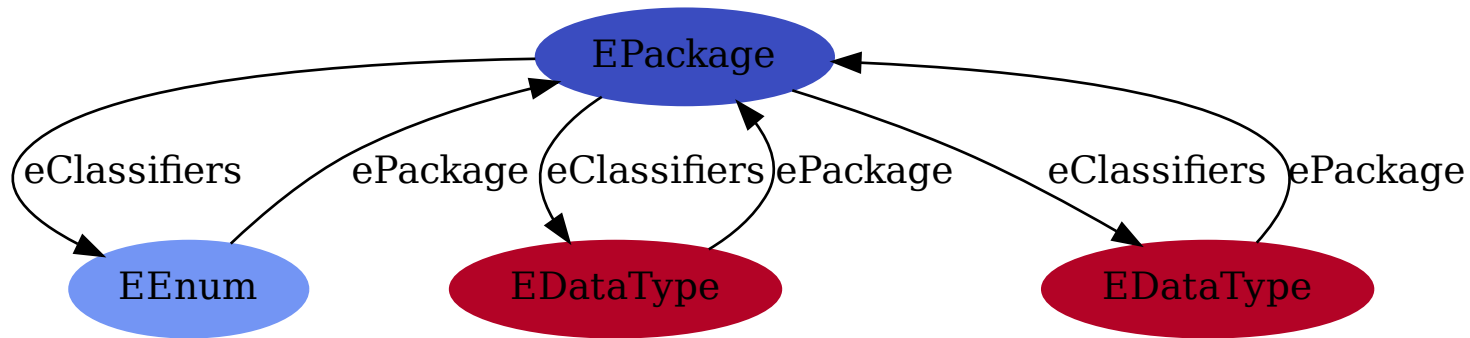 EPackage
eClassifiers
ePackage
eClassifiers
ePackage
eClassifiers
ePackage
EEnum
EDataType
EDataType